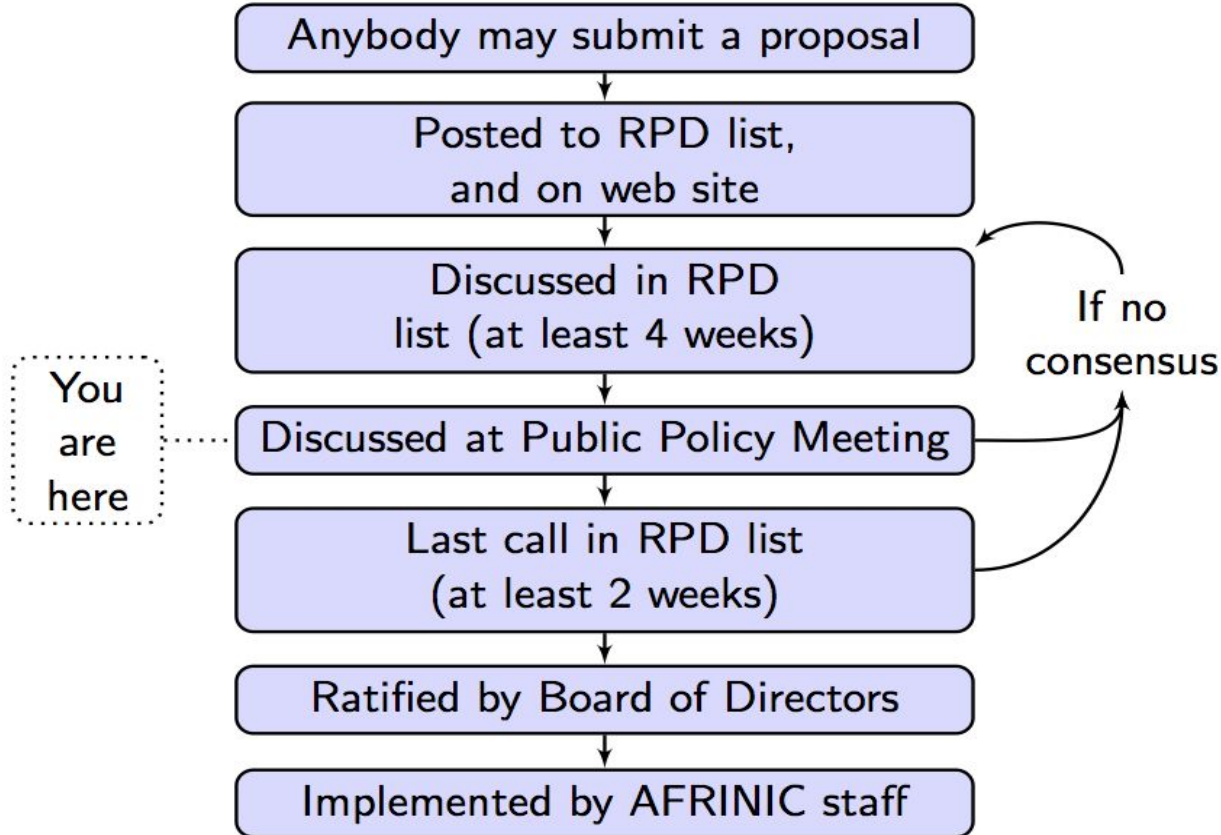 Anybody may submit a proposal
Posted to RPD list,
and on web site
Discussed in RPD
list (at least 4 weeks)
If no
consensus
You
are
here
Discussed at Public Policy Meeting
Last call in RPD list
(at least 2 weeks)
Ratified by Board of Directors
Implemented by AFRINIC staff